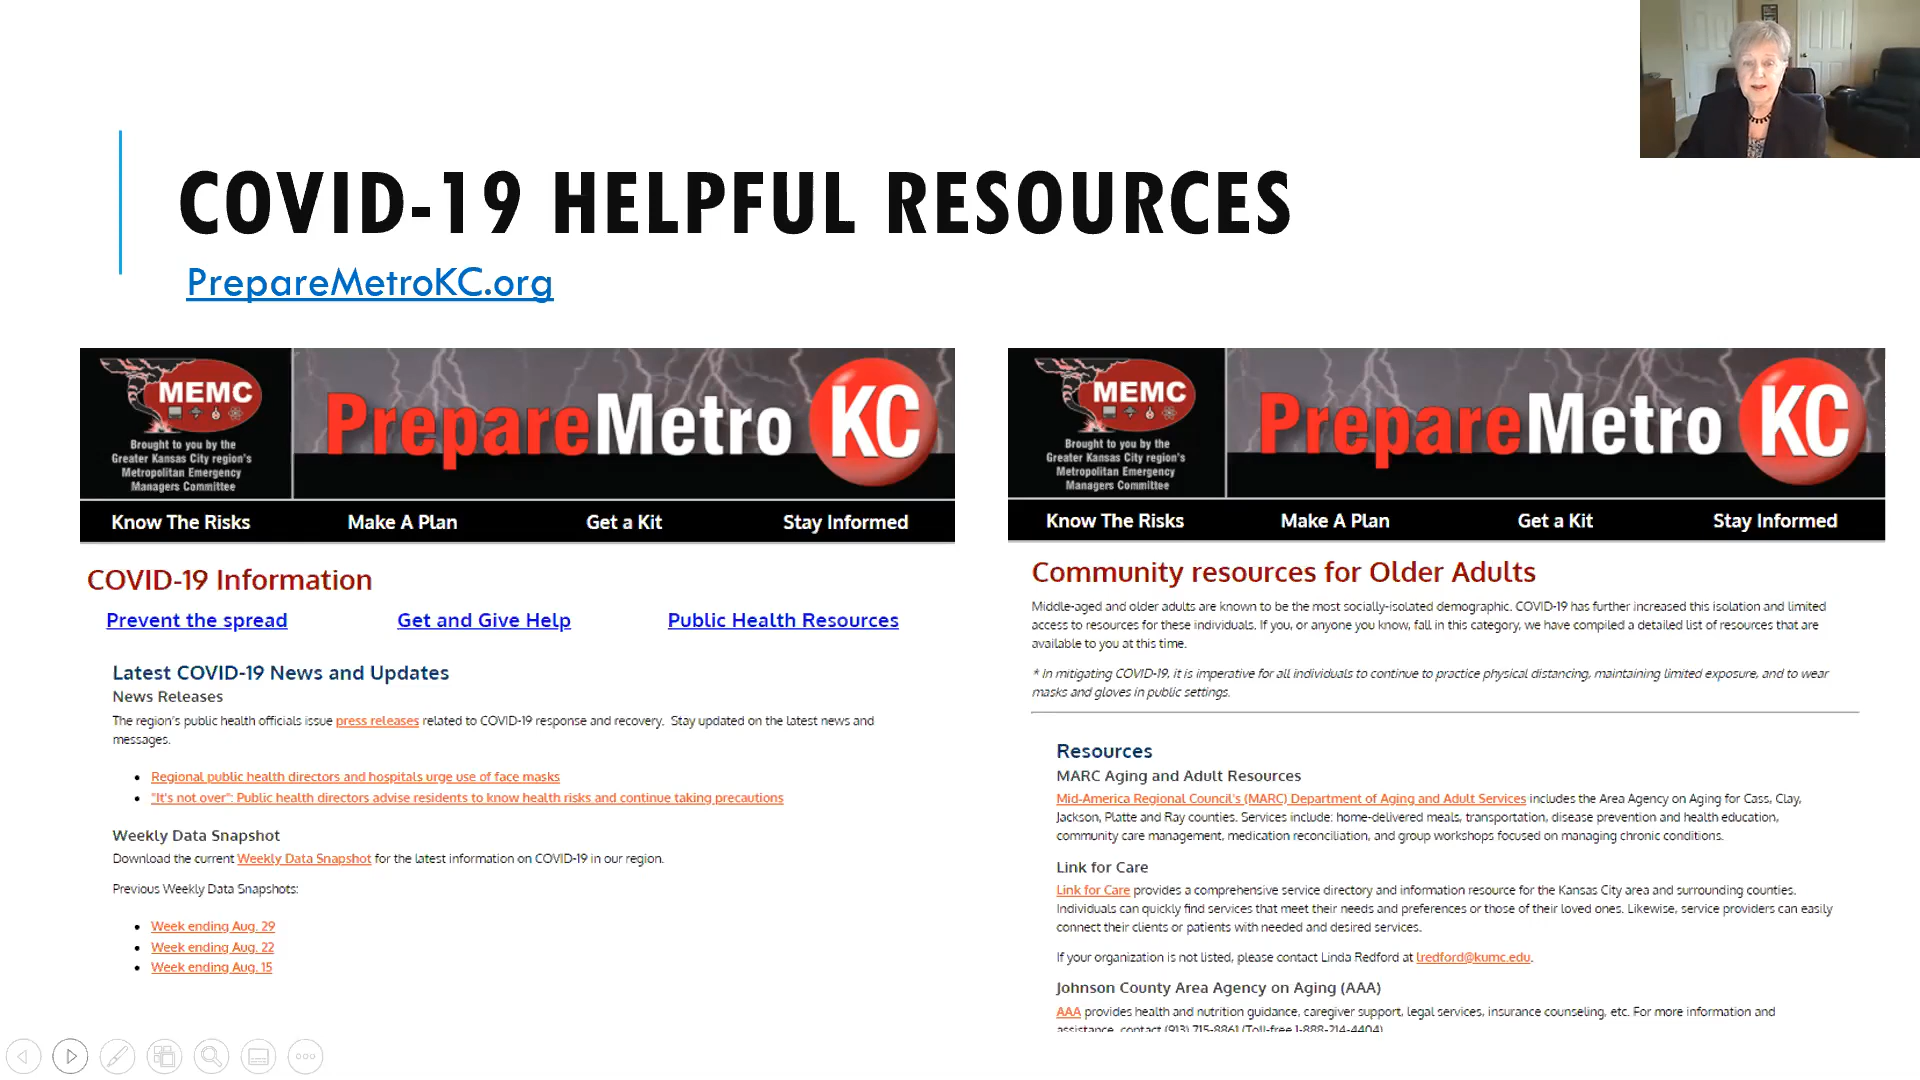 COVID-19 HELPFUL RESOURCES
PrepareMetroKC.org
MEMC
Brought to you by the
Greater Kansas City region's
Metropolitan Emergency
Managers Committee
PrepareMetro KC
Know The Risks Make A Plan Get a Kit Stay Informed
COVID-19 Information
Prevent the spread Get and Give Help Public Health Resources
Latest COVID-19 News and Updates
News Releases
The region's public health officials issue press releases related to COVID-19 response and recovery. Stay updated on the latest news and
messages.
• Regional public health directors and hospitals urge use of face masks
• "It's not over": Public health directors advise residents to know health risks and continue taking precautions
Weekly Data Snapshot
Download the current Weekly Data Snapshot for the latest information on COVID-19 in our region.
Previous Weekly Data Snapshots:
• Week ending Aug. 29
• Week ending Aug. 22
• Week ending Aug. 15
MEMC
Brought to you by the
Greater Kansas City region's
Metropolitan Emergency
Managers Committee
PrepareMetro KC
Know The Risks Make A Plan Get a Kit Stay Informed
Community resources for Older Adults
Middle-aged and older adults are known to be the most socially-isolated demographic. COVID-19 has further increased this isolation and limited
access to resources for these individuals. If you, or anyone you know, fall in this category, we have compiled a detailed list of resources that are
available to you at this time.
* In mitigating COVID-19, it is imperative for all individuals to continue to practice physical distancing, maintaining limited exposure, and to wear
masks and gloves in public settings.
Resources
MARC Aging and Adult Resources
Mid-America Regional Council's (MARC) Department of Aging and Adult Services includes the Area Agency on Aging for Cass, Clay,
Jackson, Platte and Ray counties. Services include: home-delivered meals, transportation, disease prevention and health education,
community care management, medication reconciliation, and group workshops focused on managing chronic conditions.
Link for Care
Link for Care provides a comprehensive service directory and information resource for the Kansas City area and surrounding counties.
Individuals can quickly find services that meet their needs and preferences or those of their loved ones. Likewise, service providers can easily
connect their clients or patients with needed and desired services.
If your organization is not listed, please contact Linda Redford at lredford@kumc.edu.
Johnson County Area Agency on Aging (AAA)
AAA provides health and nutrition guidance, caregiver support, legal services, insurance counseling, etc. For more information and
assistance, contact (913) 715-8861 (Toll-free 1-888-214-4404)